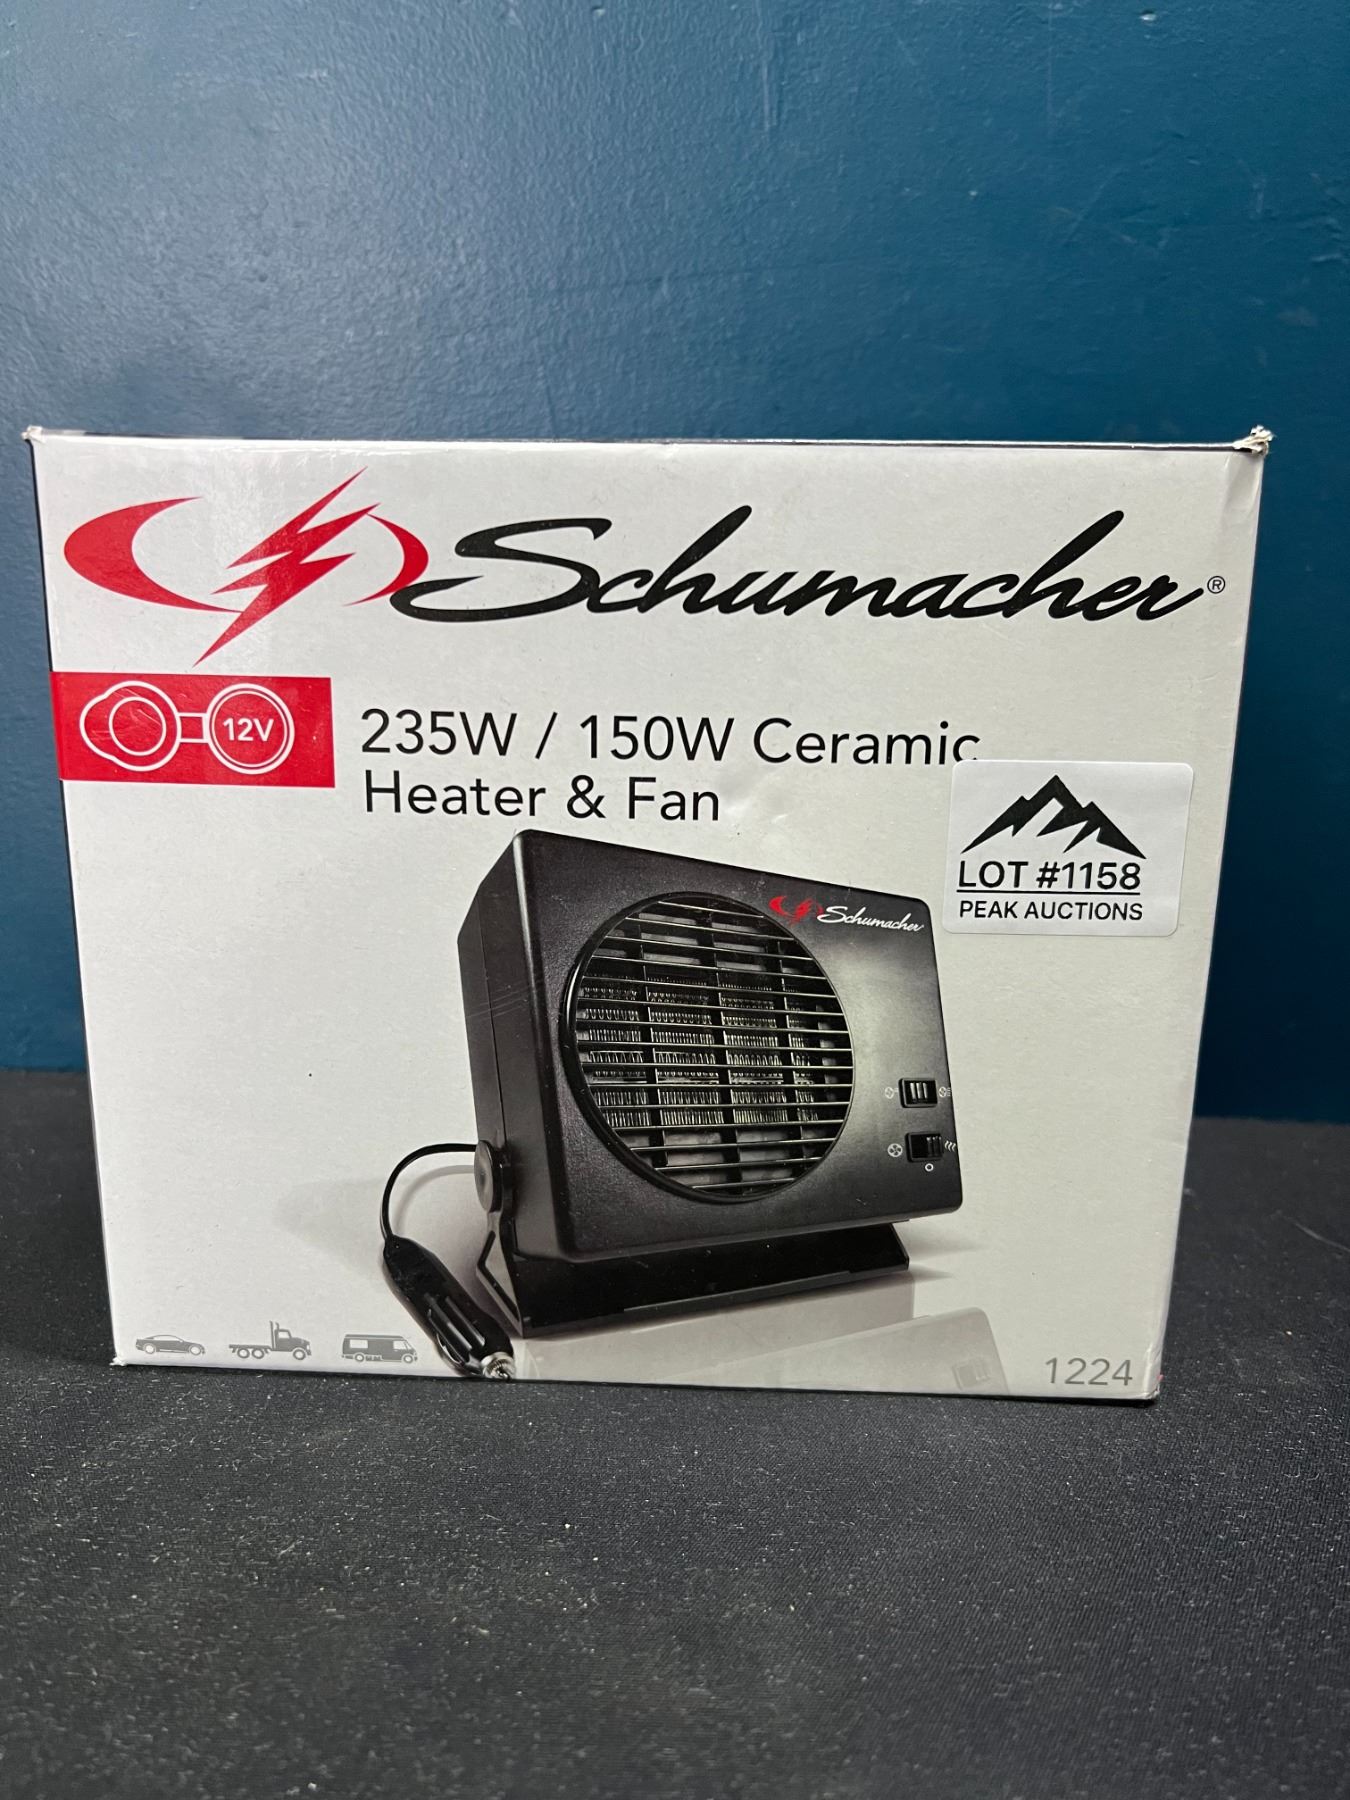 Schumacher®
12V
235W / 150W Ceramic
Heater & Fan
LOT #1158
PEAK AUCTIONS
Schumacher
1224